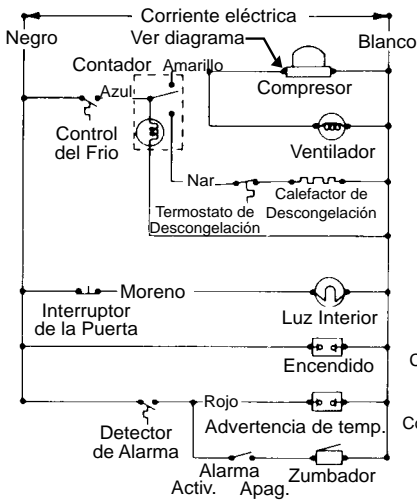 Corriente eléctrica
Negro
Ver diagrama
Blanco
Contador
Amarillo
Azul
Compresor
Control
del Frio
Ventilador
Nar
Termostato de
Descongelación
Calefactor de
Descongelación
Moreno
Interruptor
de la Puerta
Luz Interior
Encendido
C
Rojo
Detector
de Alarma
Advertencia de temp.
Co
Alarma
Activ. Apag.
Zumbador